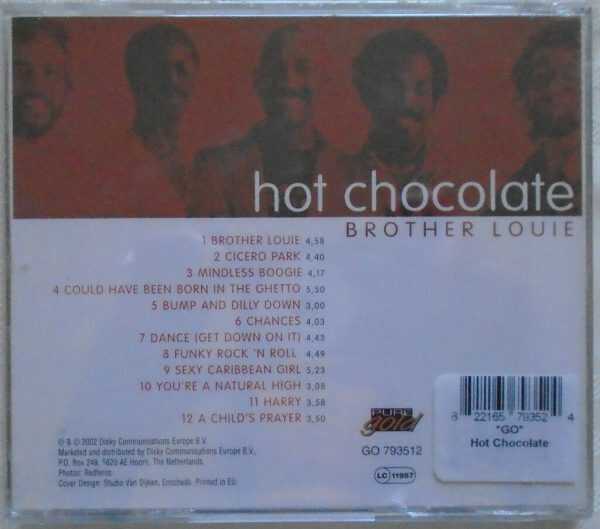 hot chocolate
BROTHER LOUIE
1 BROTHER LOUIE 4,58
2 CICERO PARK 4,40
3 MINDLESS BOOGIE 4,17
4 COULD HAVE BEEN BORN IN THE GHETTO 5,50
5 BUMP AND DILLY DOWN 3,00
6 CHANCES 4,03
7 DANCE (GET DOWN ON IT) 4,43
8 FUNKY ROCK 'N ROLL 4,49
9 SEXY CARIBBEAN GIRL 5,23
10 YOU'RE A NATURAL HIGH 3,08
11 HARRY 3,58
12 A CHILD'S PRAYER 3,50
℗ & © 2002 Disky Communications Europe B.V.
Marketed and distributed by Disky Communications Europe B.V.,
P.O. Box 249, 1620 AE Hoorn, The Netherlands.
Photos: Redferns
Cover Design: Studio Van Dijken, Enschede. Printed in EU.
PURE
gold
GO 793512
LC 11987
8 22165 79352 4
"GO"
Hot Chocolate